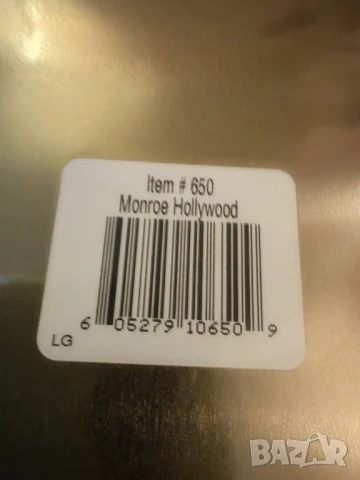 Item # 650
Monroe Hollywood
6 05279 10650 9
LG
BAZAR